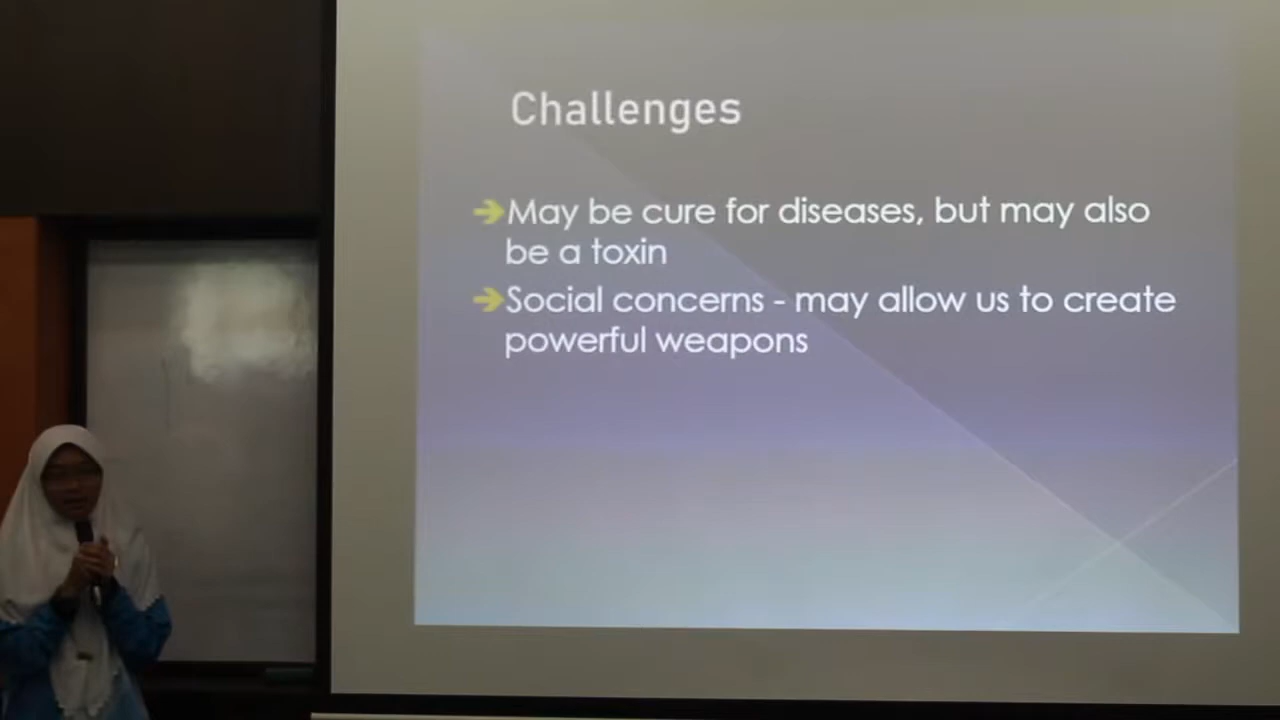 Challenges
May be cure for diseases, but may also
be a toxin
Social concerns - may allow us to create
powerful weapons